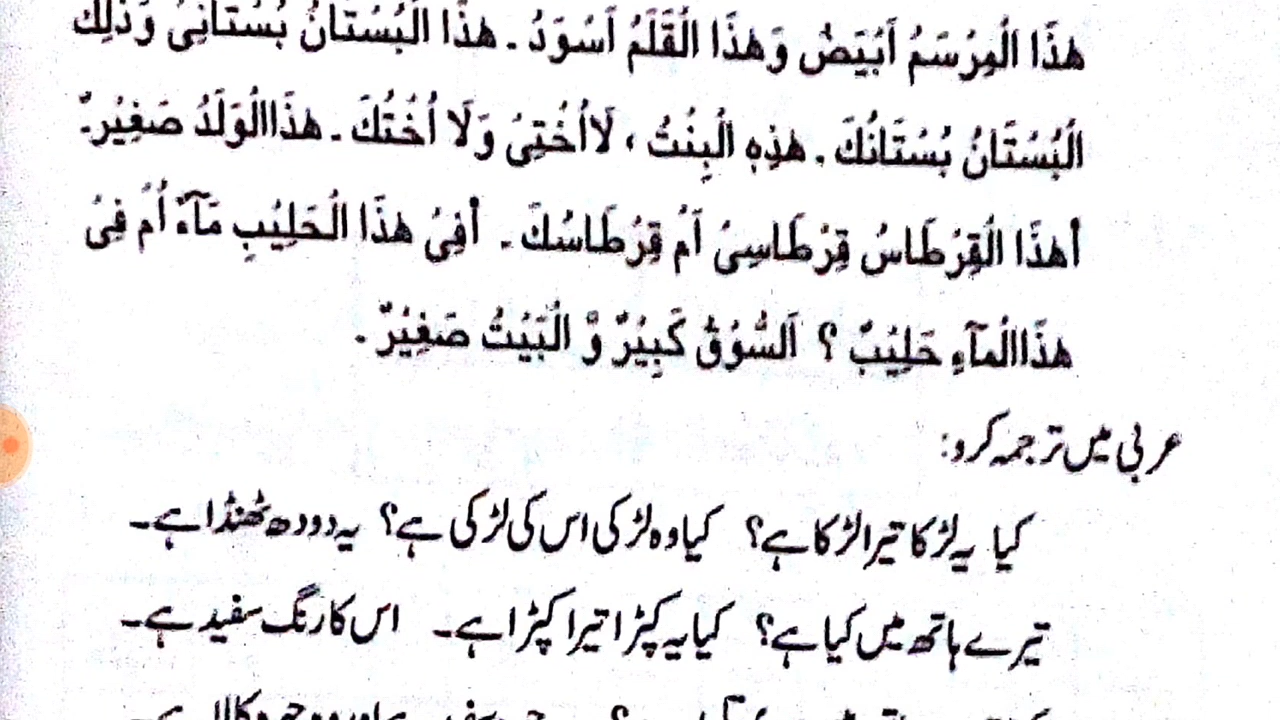 هٰذَا الْمِرْسَمُ اَبْيَضُ وَهٰذَا الْقَلَمُ اَسْوَدُ ۔ هٰذَا الْبُسْتَانُ بُسْتَانِیْ وَذٰلِكَ
الْبُسْتَانُ بُسْتَانُكَ ۔ هٰذِهِ الْبِنْتُ ، لَا اُخْتِیْ وَلَا اُخْتُكَ ۔ هٰذَا الْوَلَدُ صَغِيْرٌ۔
أهٰذَا الْقِرْطَاسُ قِرْطَاسِیْ اَمْ قِرْطَاسُكَ ۔ أفِیْ هٰذَا الْحَلِيْبِ مَآءٌ اَمْ فِیْ
هٰذَا الْمَآءِ حَلِيْبٌ ؟ اَلسُّوْقُ كَبِيْرٌ وَّ الْبَيْتُ صَغِيْرٌ ۔
عربی میں ترجمہ کرو:
کیا یہ لڑکا تیرا لڑکا ہے؟ کیا وہ لڑکی اس کی لڑکی ہے؟ یہ دودھ ٹھنڈا ہے۔
تیرے ہاتھ میں کیا ہے؟ کیا یہ کپڑا تیرا کپڑا ہے۔ اس کا رنگ سفید ہے۔